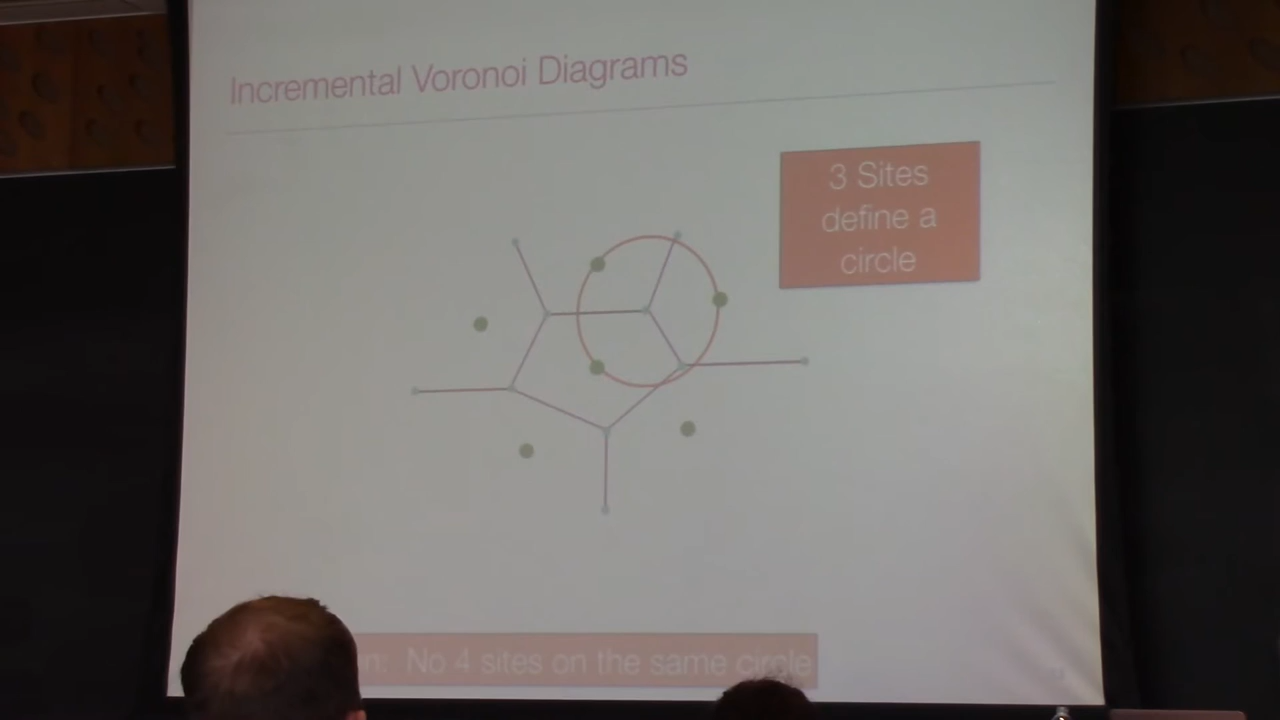 Incremental Voronoi Diagrams
3 Sites
define a
circle
No 4 sites on the same circle